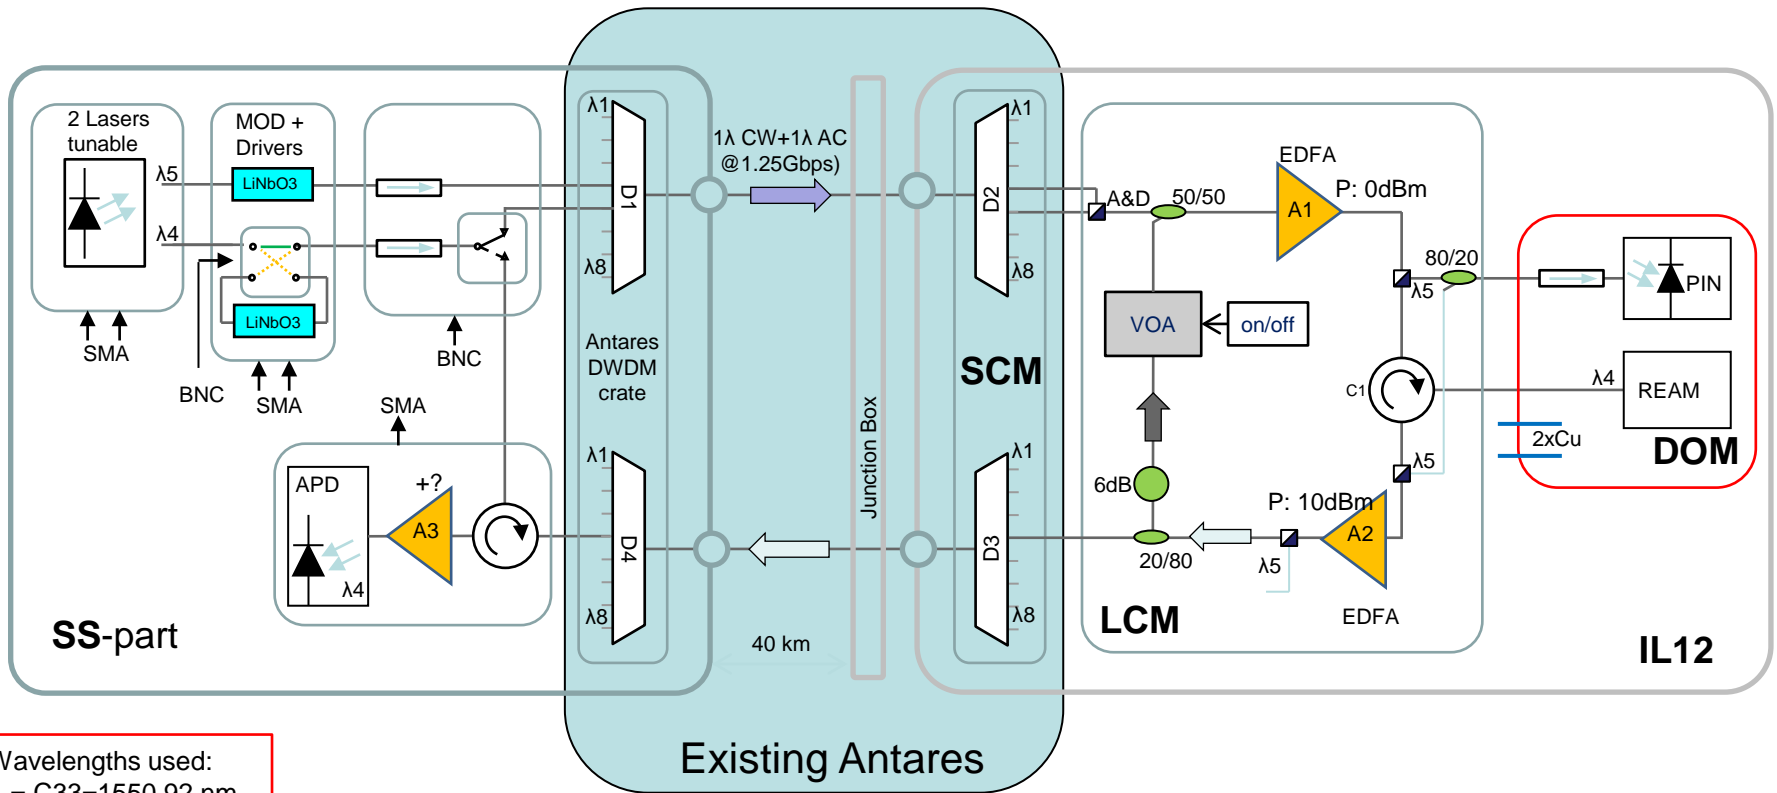 2 Lasers
tunable
λ5
λ4
SMA
MOD +
Drivers
LiNbO3
LiNbO3
BNC
SMA
BNC
SMA
APD
λ4
+?
A3
SS-part
λ1
D1
λ8
Antares
DWDM
crate
λ1
D4
λ8
1λ CW+1λ AC
@1.25Gbps)
Junction Box
40 km
Existing Antares
λ1
D2
λ8
SCM
λ1
D3
λ8
A&D
50/50
EDFA
A1
P: 0dBm
VOA
on/off
6dB
20/80
λ5
P: 10dBm
A2
EDFA
LCM
C1
λ5
80/20
λ5
PIN
λ4
REAM
2xCu
DOM
IL12
Wavelengths used: